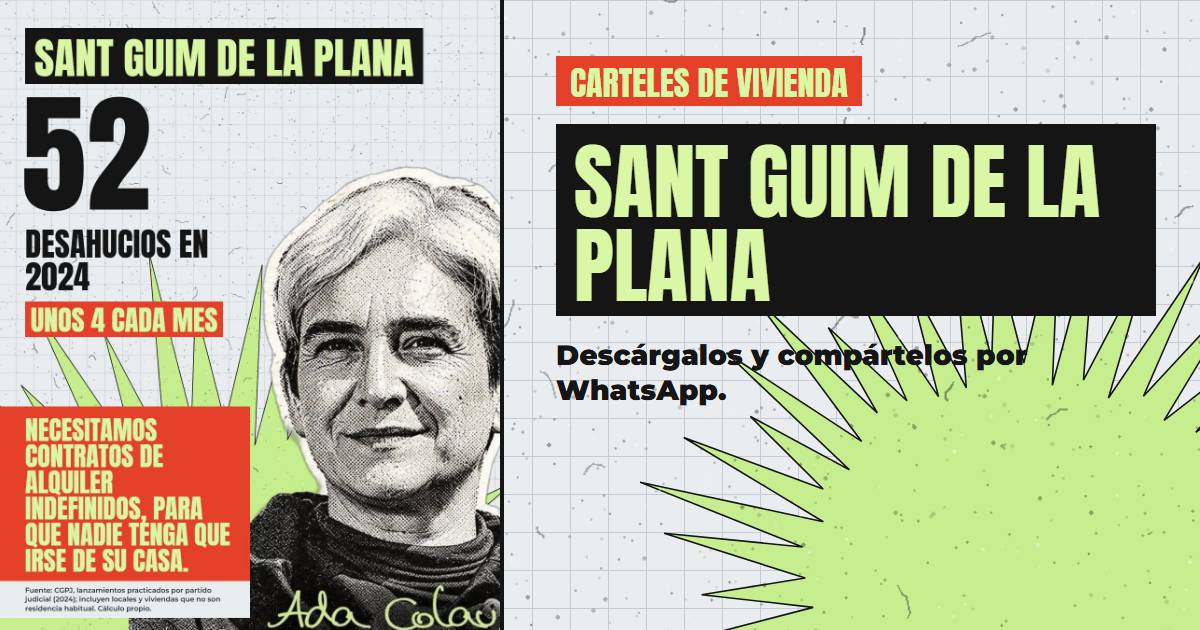 SANT GUIM DE LA PLANA
52
DESAHUCIOS EN
2024
UNOS 4 CADA MES
NECESITAMOS
CONTRATOS DE
ALQUILER
INDEFINIDOS, PARA
QUE NADIE TENGA QUE
IRSE DE SU CASA.
Fuente: CGPJ, lanzamientos practicados por partido
judicial (2024); incluyen locales y viviendas que no son
residencia habitual. Cálculo propio.
Ada Colau
CARTELES DE VIVIENDA
SANT GUIM DE LA
PLANA
Descárgalos y compártelos por
WhatsApp.